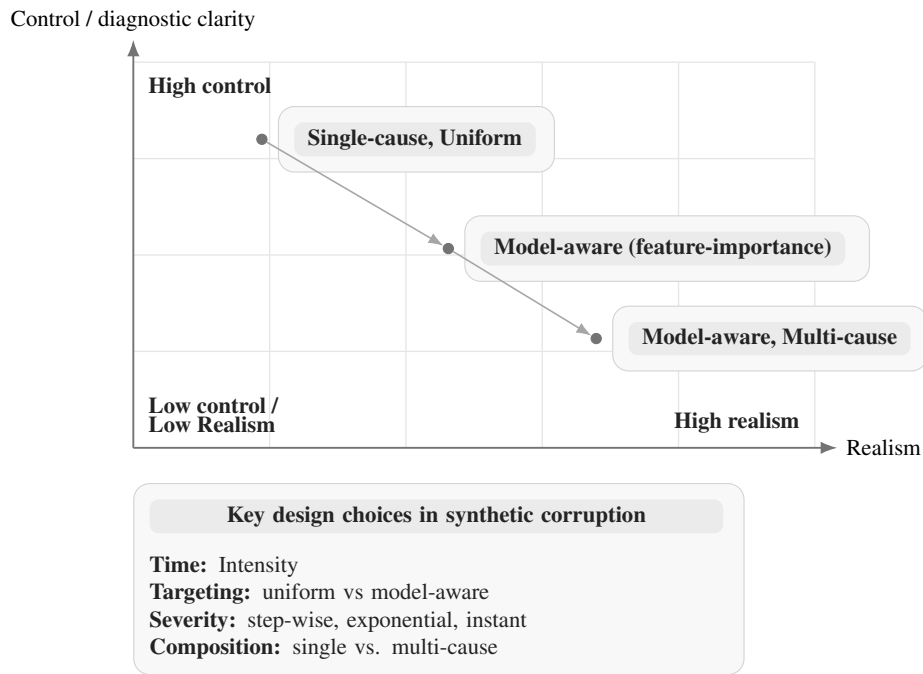 Control / diagnostic clarity
High control
Single-cause, Uniform
Model-aware (feature-importance)
Model-aware, Multi-cause
Low control /
Low Realism
High realism
Realism
Key design choices in synthetic corruption
Time: Intensity
Targeting: uniform vs model-aware
Severity: step-wise, exponential, instant
Composition: single vs. multi-cause